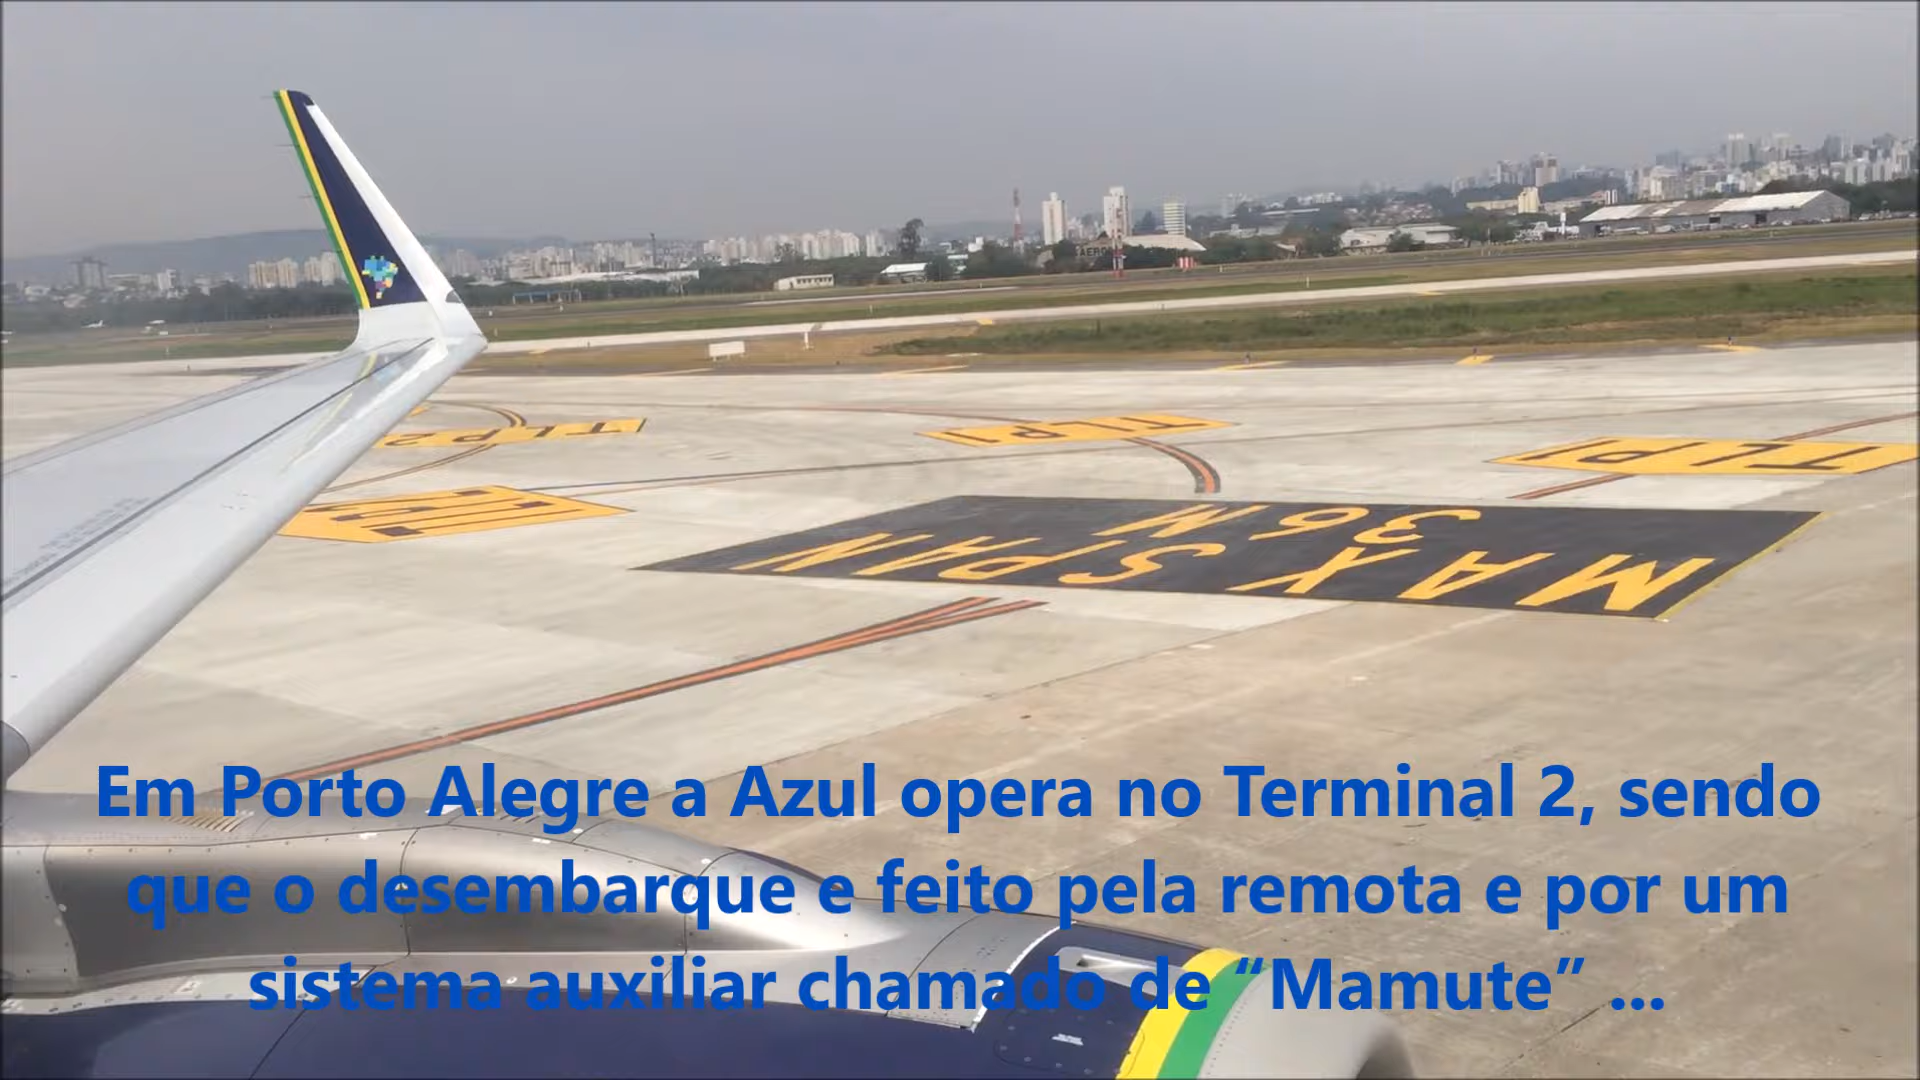 TLP2
TLP1
TLP1
MAX SPAN
36M
Em Porto Alegre a Azul opera no Terminal 2, sendo
que o desembarque e feito pela remota e por um
sistema auxiliar chamado de “Mamute” ...